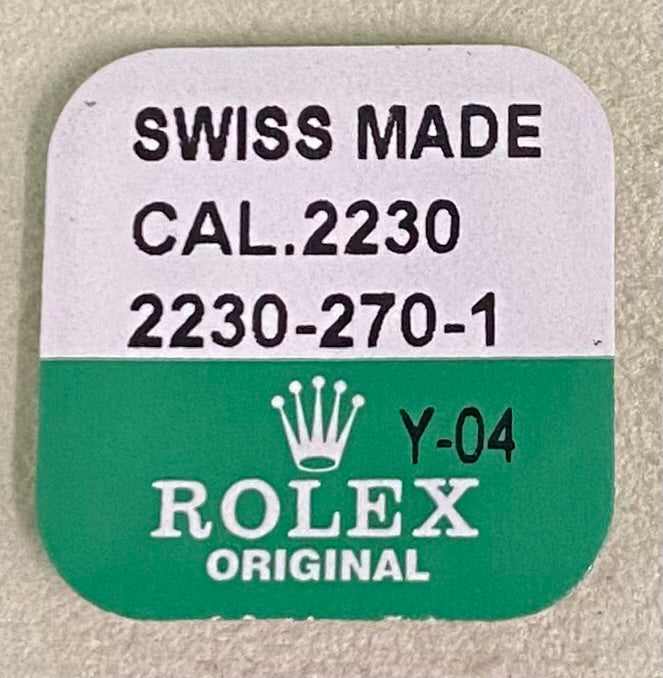 SWISS MADE
CAL.2230
2230-270-1
Y-04
ROLEX
ORIGINAL